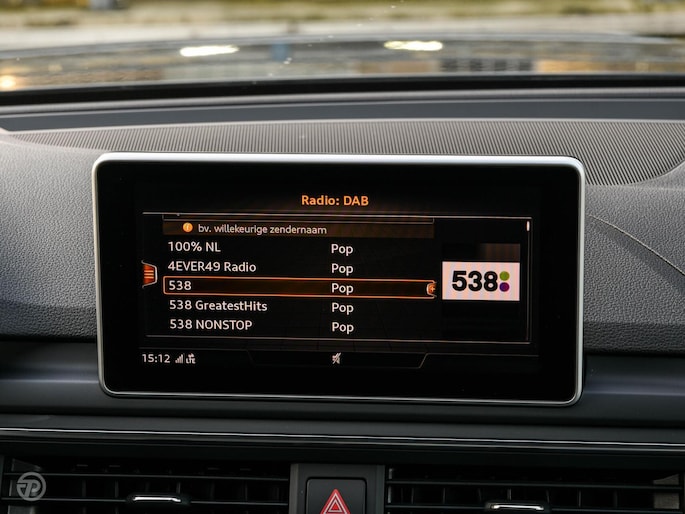 Radio: DAB
bv. willekeurige zendernaam
100% NL Pop
4EVER49 Radio Pop
538 Pop
538
538 GreatestHits Pop
538 NONSTOP Pop
15:12 LTE